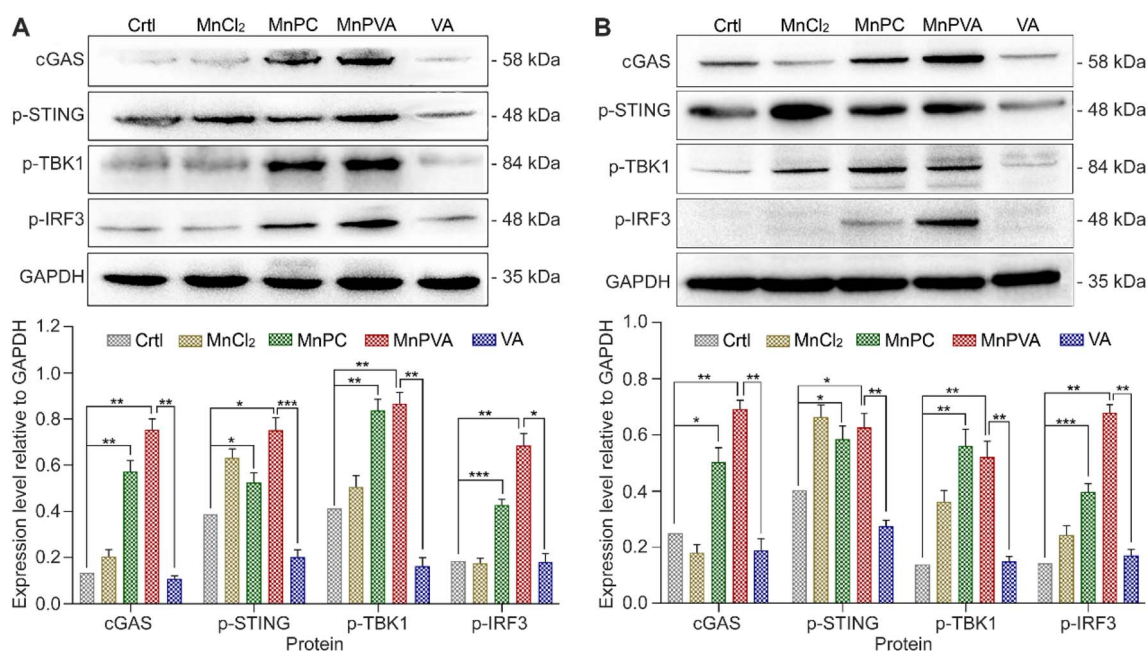 A
Crtl MnCl₂ MnPC MnPVA VA
cGAS - 58 kDa
p-STING - 48 kDa
p-TBK1 - 84 kDa
p-IRF3 - 48 kDa
GAPDH - 35 kDa
Expression level relative to GAPDH
1.2
1.0
0.8
0.6
0.4
0.2
0.0
Crtl MnCl₂ MnPC MnPVA VA
** ** **
* * ***
** ** **
** *** *
cGAS p-STING p-TBK1 p-IRF3
Protein
B
Crtl MnCl₂ MnPC MnPVA VA
cGAS - 58 kDa
p-STING - 48 kDa
p-TBK1 - 84 kDa
p-IRF3 - 48 kDa
GAPDH - 35 kDa
Expression level relative to GAPDH
1.0
0.8
0.6
0.4
0.2
0.0
Crtl MnCl₂ MnPC MnPVA VA
** * **
* * **
** ** **
** *** **
cGAS p-STING p-TBK1 p-IRF3
Protein